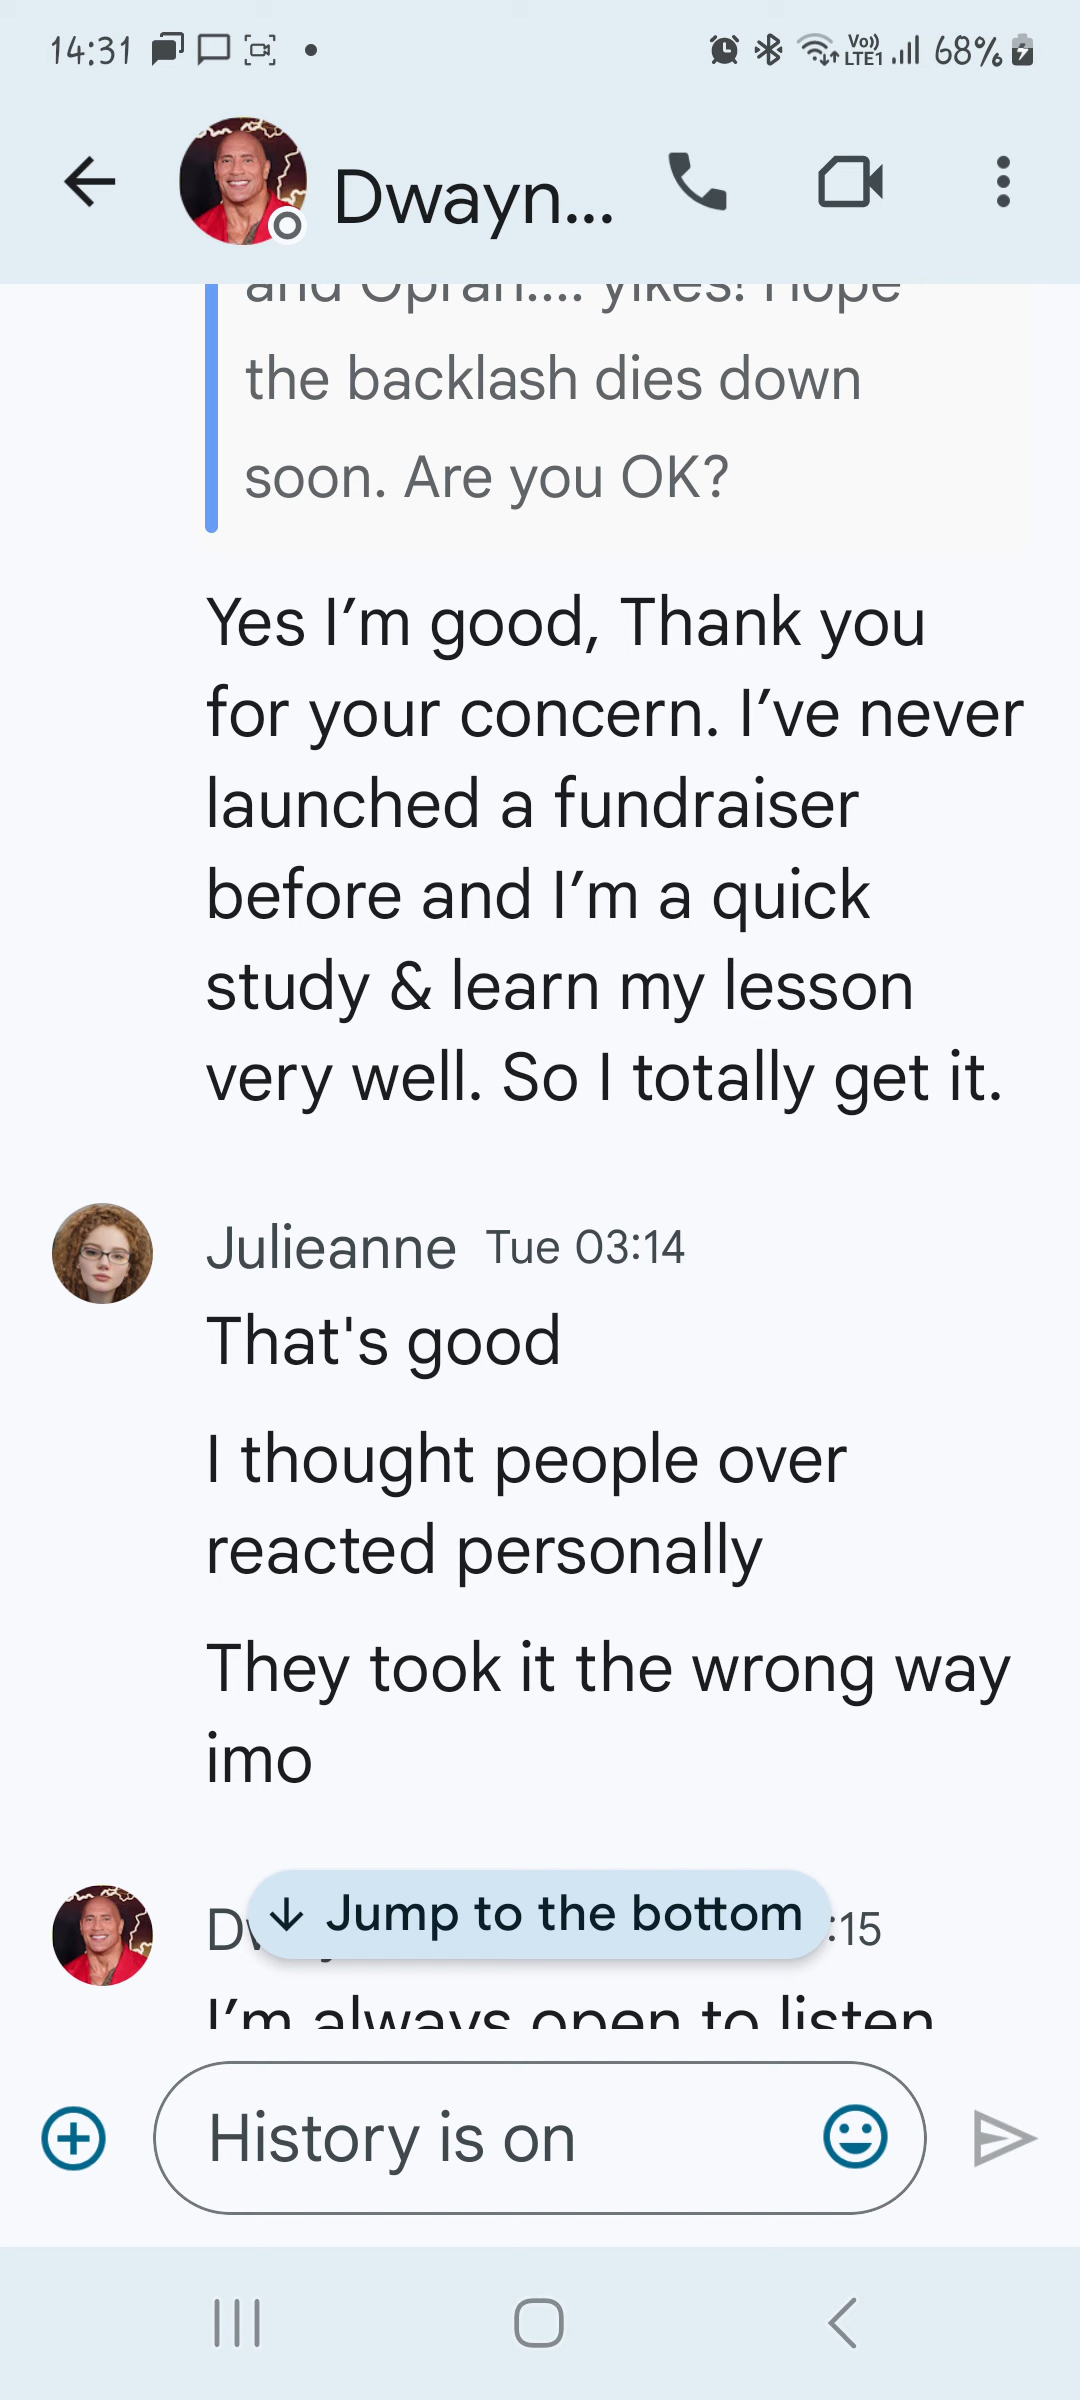 14:31
Vo)) LTE1 68%
Dwayn...
and Oprah.... yikes! Hope
the backlash dies down
soon. Are you OK?
Yes I’m good, Thank you
for your concern. I’ve never
launched a fundraiser
before and I’m a quick
study & learn my lesson
very well. So I totally get it.
Julieanne Tue 03:14
That's good
I thought people over
reacted personally
They took it the wrong way
imo
:15
Jump to the bottom
I’m always open to listen
History is on